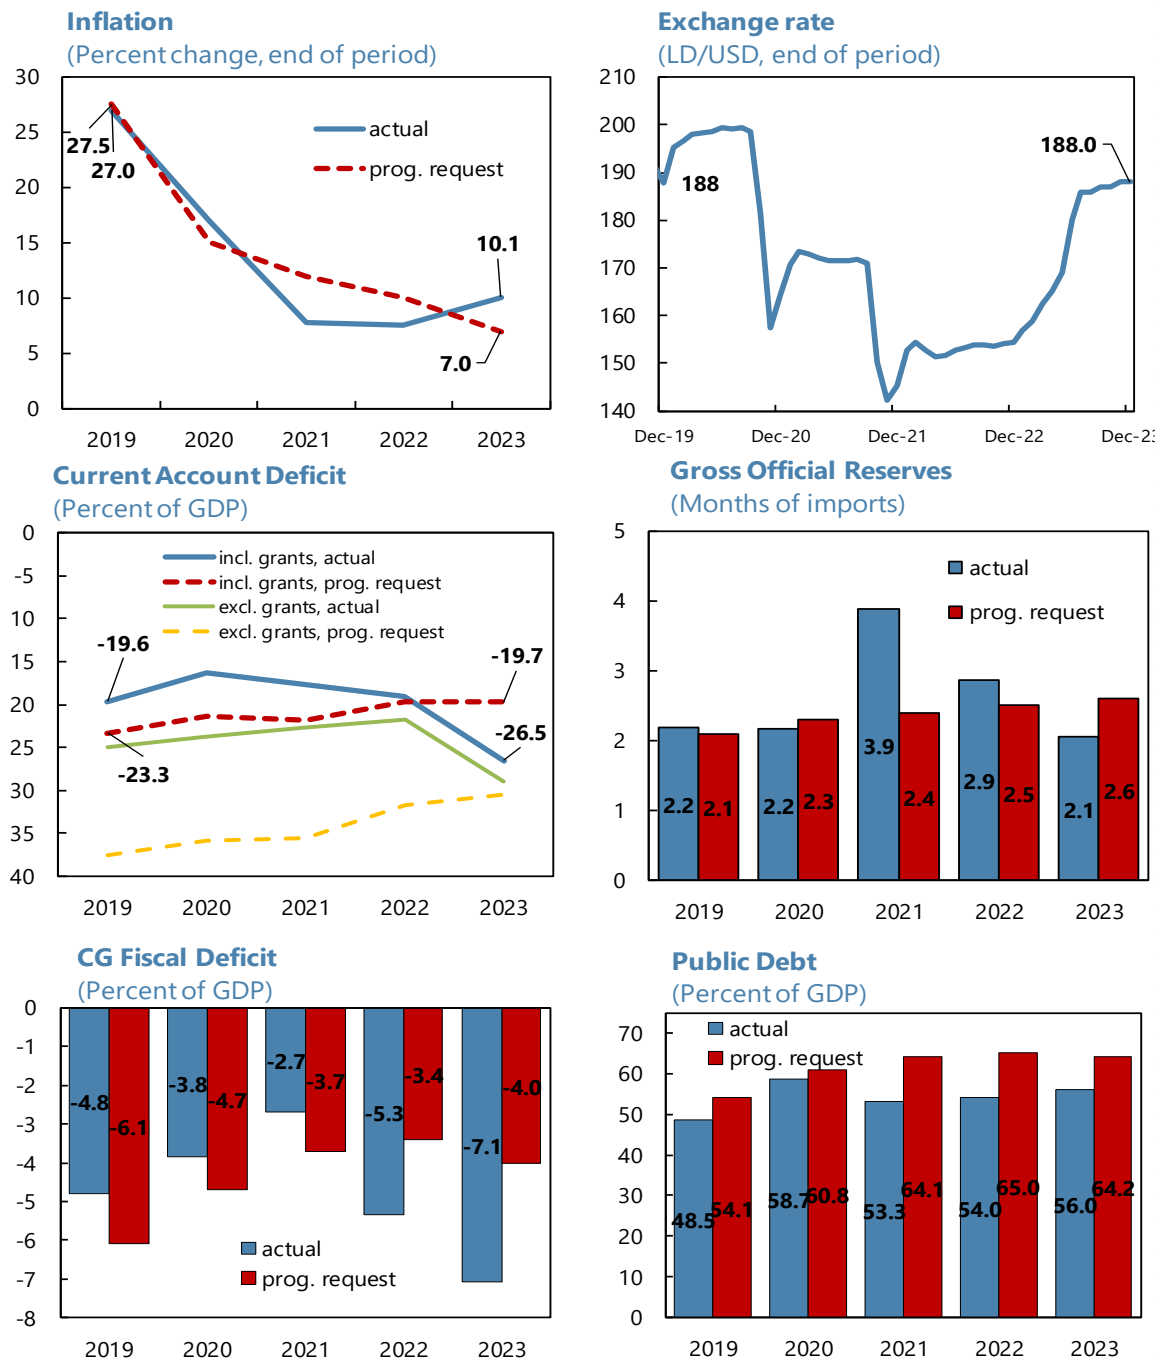 Inflation
(Percent change, end of period)
30
25
20
15
10
5
0
27.5
27.0
actual
prog. request
10.1
7.0
2019 2020 2021 2022 2023
Exchange rate
(LD/USD, end of period)
210
200
190
180
170
160
150
140
188
188.0
Dec-19 Dec-20 Dec-21 Dec-22 Dec-23
Current Account Deficit
(Percent of GDP)
0
-5
10
15
20
25
30
35
40
incl. grants, actual
incl. grants, prog. request
excl. grants, actual
excl. grants, prog. request
-19.6
-19.7
-23.3
-26.5
2019 2020 2021 2022 2023
Gross Official Reserves
(Months of imports)
5
4
3
2
1
0
actual
prog. request
2.2 2.1 2.2 2.3 3.9 2.4 2.9 2.5 2.1 2.6
2019 2020 2021 2022 2023
CG Fiscal Deficit
(Percent of GDP)
0
-1
-2
-3
-4
-5
-6
-7
-8
-4.8 -6.1 -3.8 -4.7 -2.7 -3.7 -5.3 -3.4 -7.1 -4.0
actual
prog. request
2019 2020 2021 2022 2023
Public Debt
(Percent of GDP)
70
60
50
40
30
20
10
0
actual
prog. request
48.5 54.1 58.7 60.8 53.3 64.1 54.0 65.0 56.0 64.2
2019 2020 2021 2022 2023